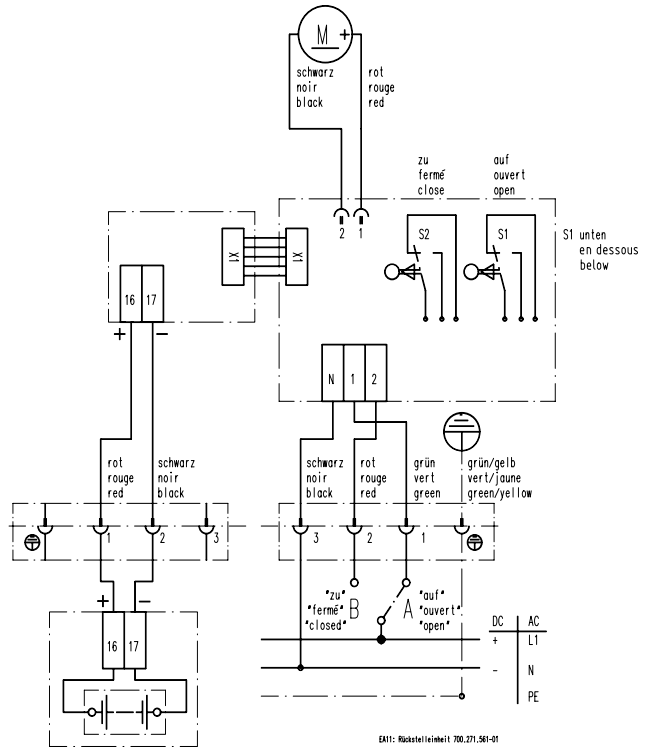 M +
schwarz
noir
black
rot
rouge
red
zu
fermé
close
auf
ouvert
open
2 1
S2
S1
S1 unten
en dessous
below
X1
X1
16 17
+ −
N 1 2
rot
rouge
red
schwarz
noir
black
schwarz
noir
black
rot
rouge
red
grün
vert
green
grün/gelb
vert/jaune
green/yellow
1 2 3
3 2 1
+ −
16 17
"zu"
"fermé"
"closed"
B
A
"auf"
"ouvert"
"open"
DC AC
+ L1
- N
PE
EA11: Rückstelleinheit 700.271.561-01